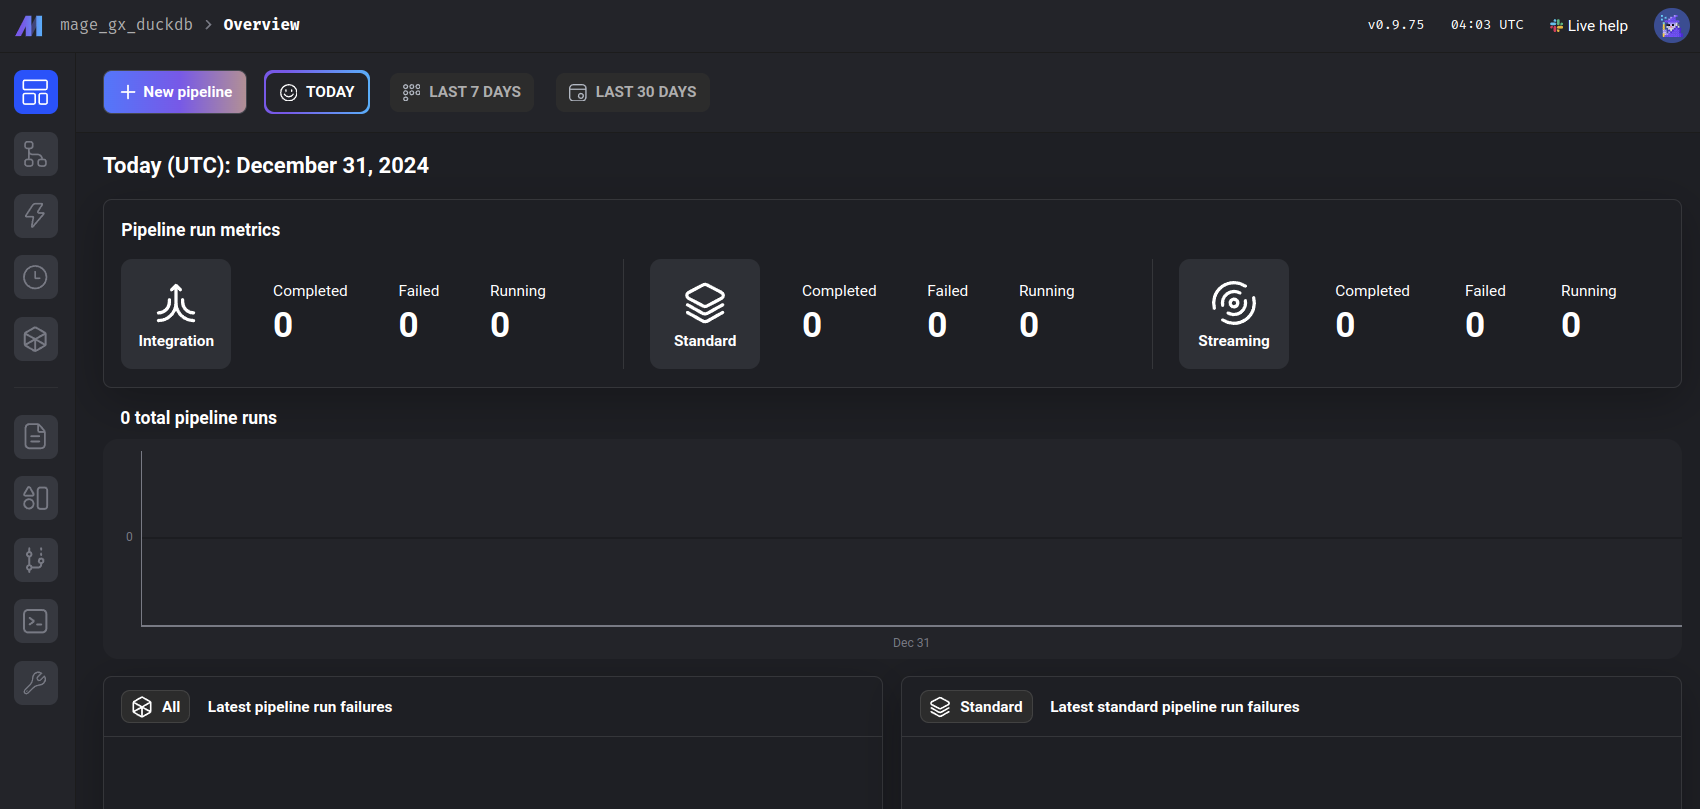 mage_gx_duckdb > Overview
v0.9.75 04:03 UTC Live help
New pipeline TODAY LAST 7 DAYS LAST 30 DAYS
Today (UTC): December 31, 2024
Pipeline run metrics
Integration
Completed Failed Running
0 0 0
Standard
Completed Failed Running
0 0 0
Streaming
Completed Failed Running
0 0 0
0 total pipeline runs
0
Dec 31
All Latest pipeline run failures
Standard Latest standard pipeline run failures